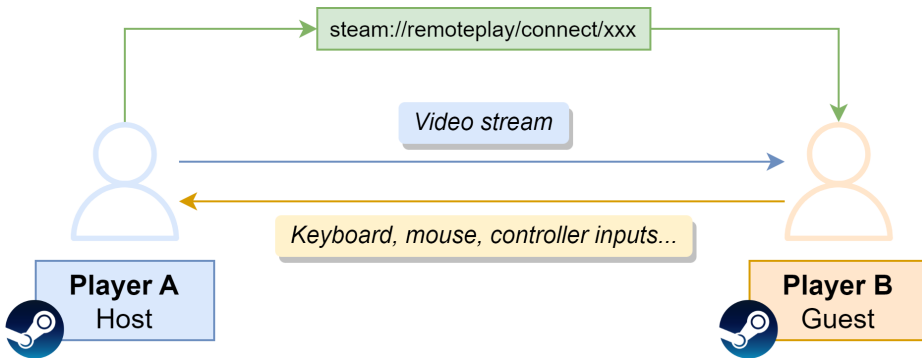 steam://remoteplay/connect/xxx
Video stream
Keyboard, mouse, controller inputs...
Player A
Host
Player B
Guest